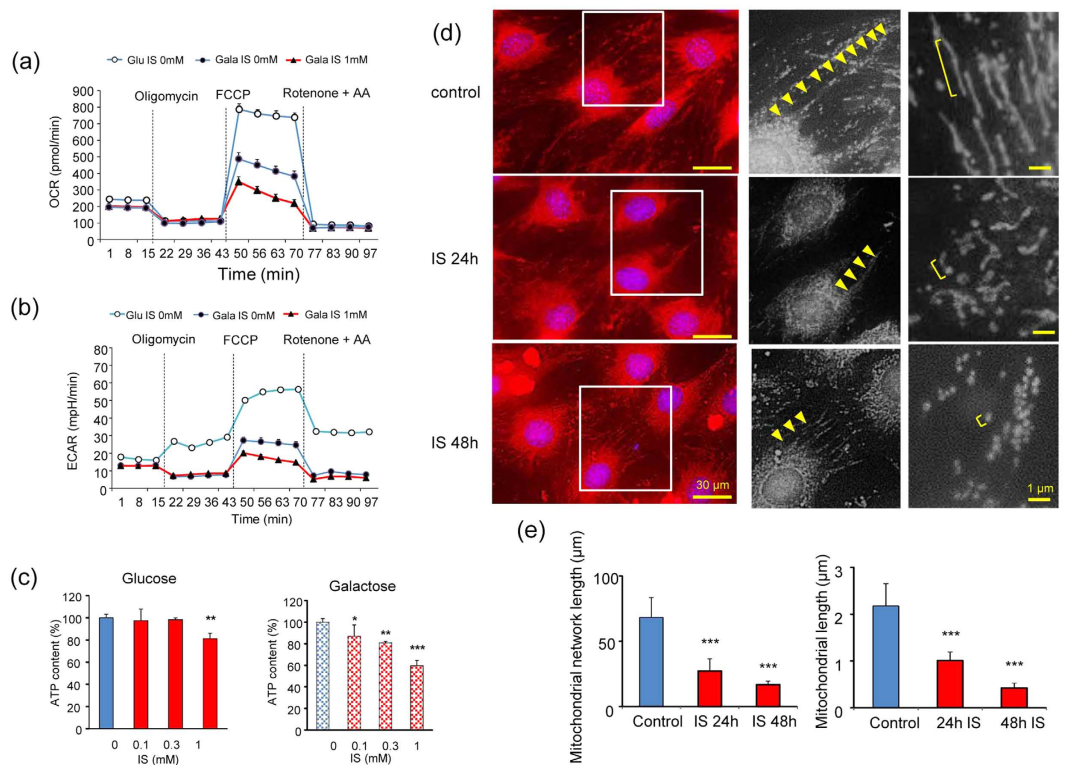 (a)
Glu IS 0mM Gala IS 0mM Gala IS 1mM
Oligomycin FCCP Rotenone + AA
OCR (pmol/min)
900
800
700
600
500
400
300
200
100
0
1 8 15 22 29 36 43 50 56 63 70 77 83 90 97
Time (min)
(b)
Glu IS 0mM Gala IS 0mM Gala IS 1mM
Oligomycin FCCP Rotenone + AA
ECAR (mpH/min)
80
70
60
50
40
30
20
10
0
1 8 15 22 29 36 43 50 56 63 70 77 83 90 97
Time (min)
(c)
Glucose
ATP content (%)
120
100
80
60
40
20
0
**
0 0.1 0.3 1
IS (mM)
Galactose
ATP content (%)
120
100
80
60
40
20
0
*
**
***
0 0.1 0.3 1
IS (mM)
(d)
control
IS 24h
IS 48h
30 μm
1 μm
(e)
Mitochondrial network length (μm)
100
50
0
***
***
Control IS 24h IS 48h
Mitochondrial length (μm)
3
2
1
0
***
***
Control 24h IS 48h IS